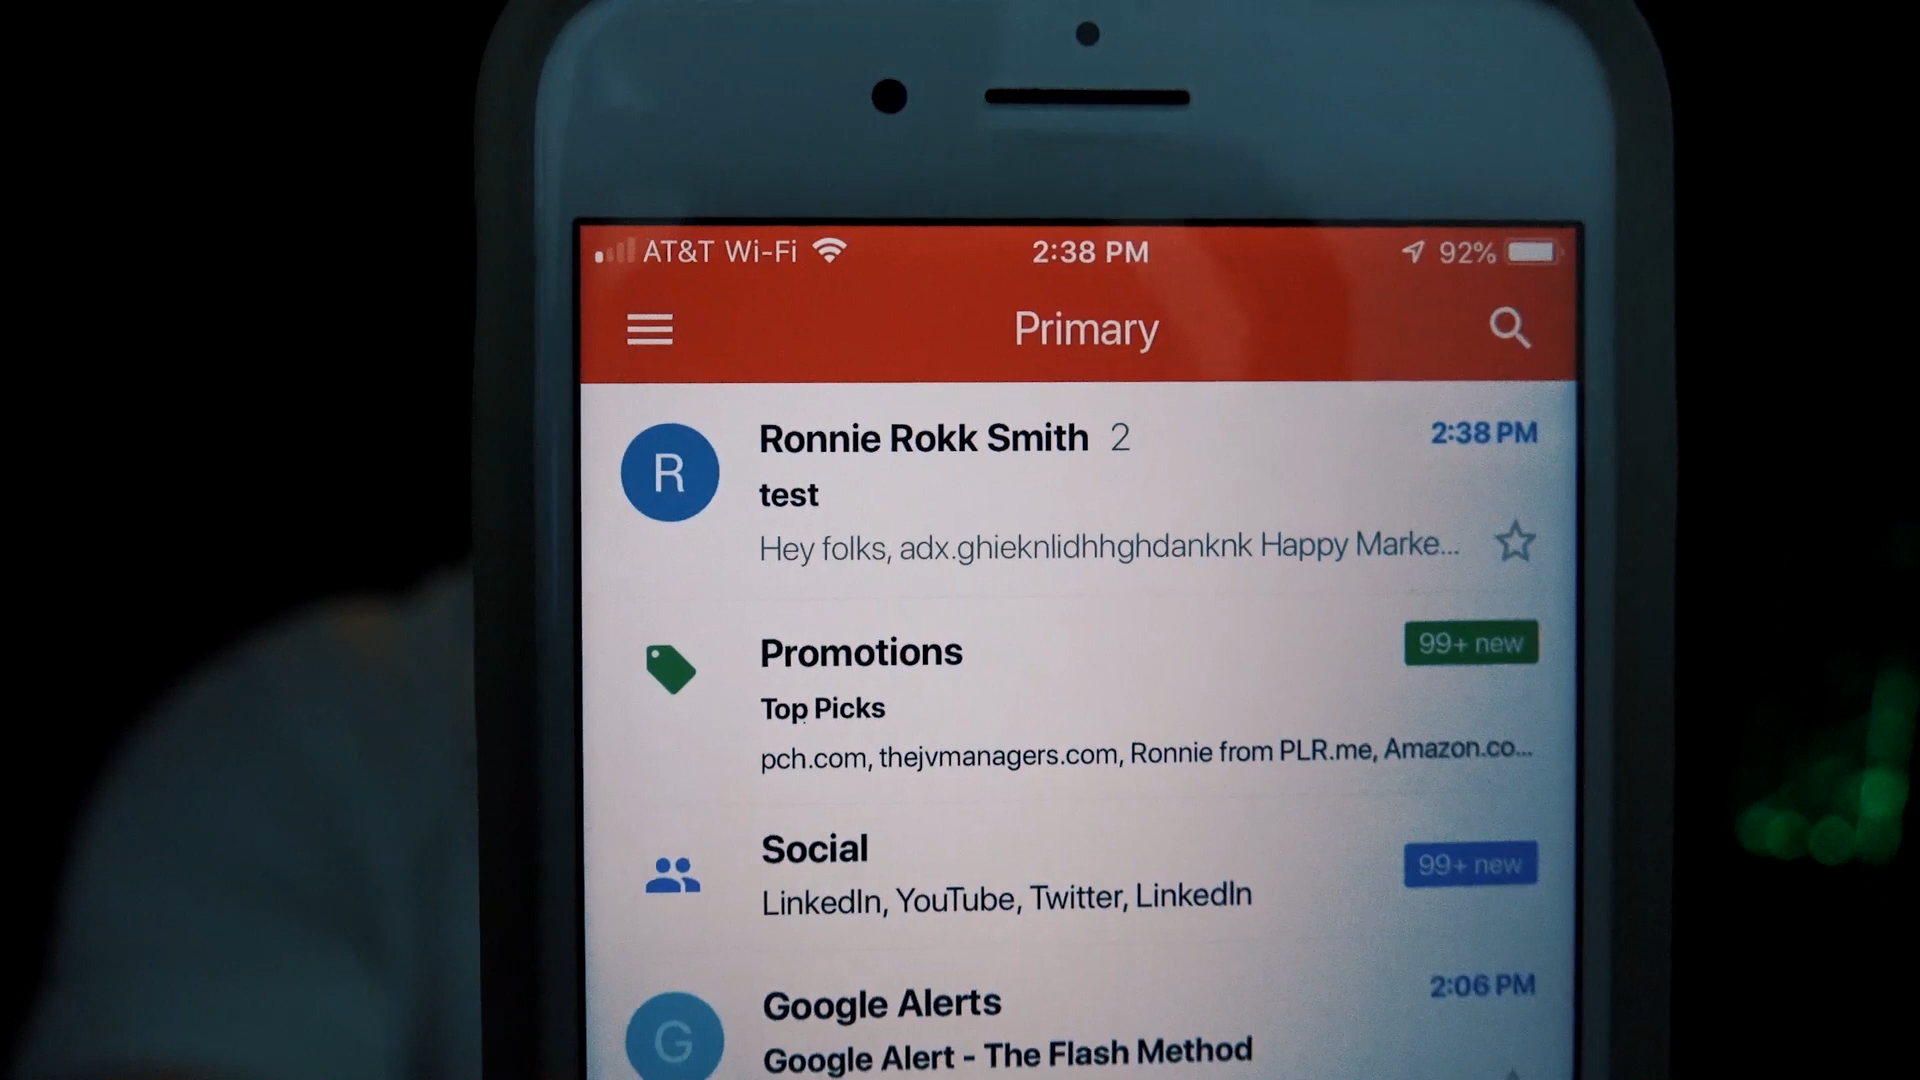 AT&T Wi-Fi 2:38 PM 92%
Primary
R Ronnie Rokk Smith 2 2:38 PM
test
Hey folks, adx.ghieknlidhhghdanknk Happy Marke...
Promotions 99+ new
Top Picks
pch.com, thejvmanagers.com, Ronnie from PLR.me, Amazon.co...
Social 99+ new
LinkedIn, YouTube, Twitter, LinkedIn
G Google Alerts 2:06 PM
Google Alert - The Flash Method